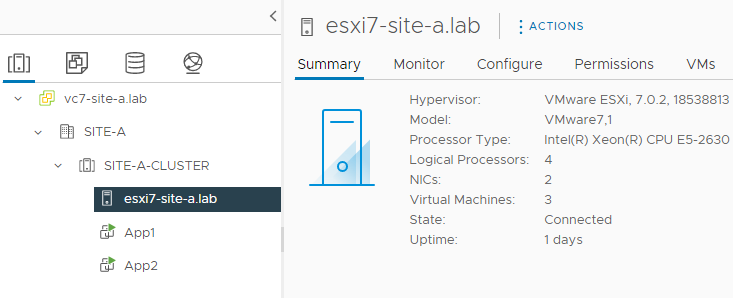 vc7-site-a.lab
SITE-A
SITE-A-CLUSTER
esxi7-site-a.lab
App1
App2
esxi7-site-a.lab ACTIONS
Summary Monitor Configure Permissions VMs
Hypervisor: VMware ESXi, 7.0.2, 18538813
Model: VMware7,1
Processor Type: Intel(R) Xeon(R) CPU E5-2630
Logical Processors: 4
NICs: 2
Virtual Machines: 3
State: Connected
Uptime: 1 days